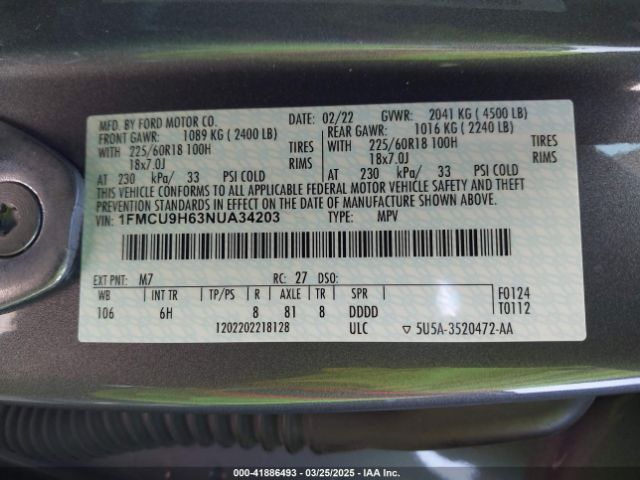 MFD. BY FORD MOTOR CO. DATE: 02/22 GVWR: 2041 KG ( 4500 LB)
FRONT GAWR: 1089 KG ( 2400 LB) REAR GAWR: 1016 KG ( 2240 LB)
WITH 225/60R18 100H TIRES WITH 225/60R18 100H TIRES
18x7.0J RIMS 18x7.0J RIMS
AT 230 kPa/ 33 PSI COLD AT 230 kPa/ 33 PSI COLD
THIS VEHICLE CONFORMS TO ALL APPLICABLE FEDERAL MOTOR VEHICLE SAFETY AND THEFT
PREVENTION STANDARDS IN EFFECT ON THE DATE OF MANUFACTURE SHOWN ABOVE.
VIN: 1FMCU9H63NUA34203 TYPE: MPV
EXT PNT: M7 RC: 27 DSO:
WB INT TR TP/PS R AXLE TR SPR F0124
106 6H 8 81 8 DDDD T0112
1202202218128 ULC ▽ 5U5A-3520472-AA
000-41886493 — 03/25/2025 — IAA Inc.